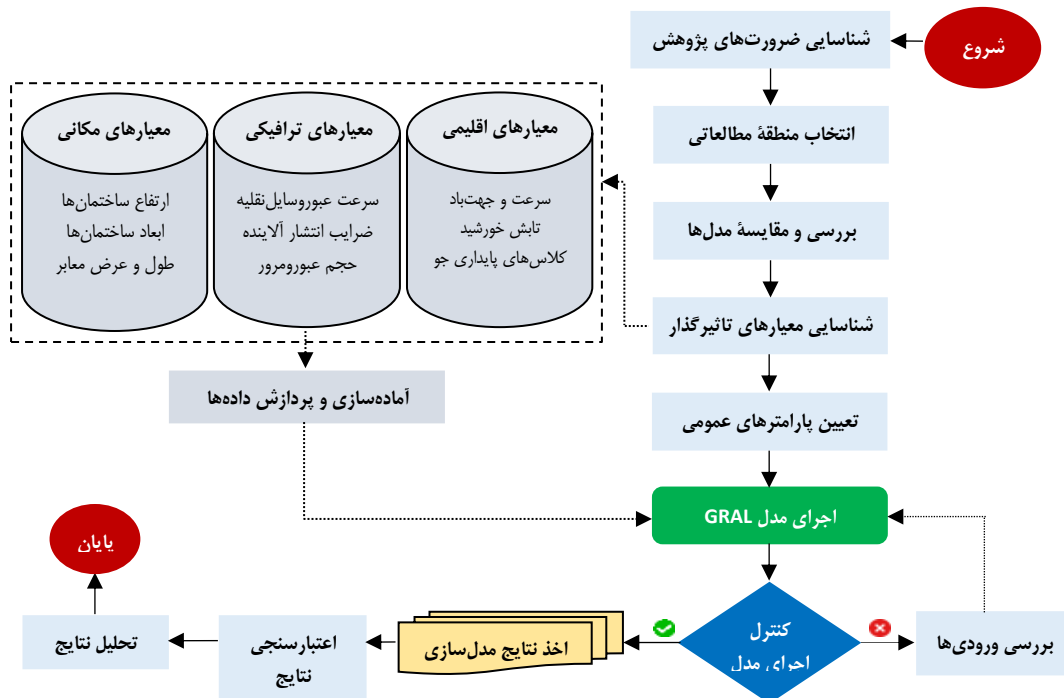 شروع
شناسایی ضرورت‌های پژوهش
انتخاب منطقۀ مطالعاتی
بررسی و مقایسۀ مدل‌ها
شناسایی معیارهای تاثیرگذار
معیارهای اقلیمی
سرعت و جهت‌باد
تابش خورشید
کلاس‌های پایداری جو
معیارهای ترافیکی
سرعت عبوروسایل‌نقلیه
ضرایب انتشار آلاینده
حجم عبورومرور
معیارهای مکانی
ارتفاع ساختمان‌ها
ابعاد ساختمان‌ها
طول و عرض معابر
آماده‌سازی و پردازش داده‌ها
تعیین پارامترهای عمومی
اجرای مدل GRAL
کنترل
اجرای مدل
بررسی ورودی‌ها
اخذ نتایج مدل‌سازی
اعتبارسنجی
نتایج
تحلیل نتایج
پایان